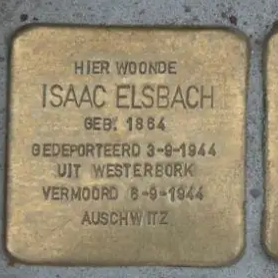 HIER WOONDE
ISAAC ELSBACH
GEB. 1864
GEDEPORTEERD 3-9-1944
UIT WESTERBORK
VERMOORD 6-9-1944
AUSCHWITZ